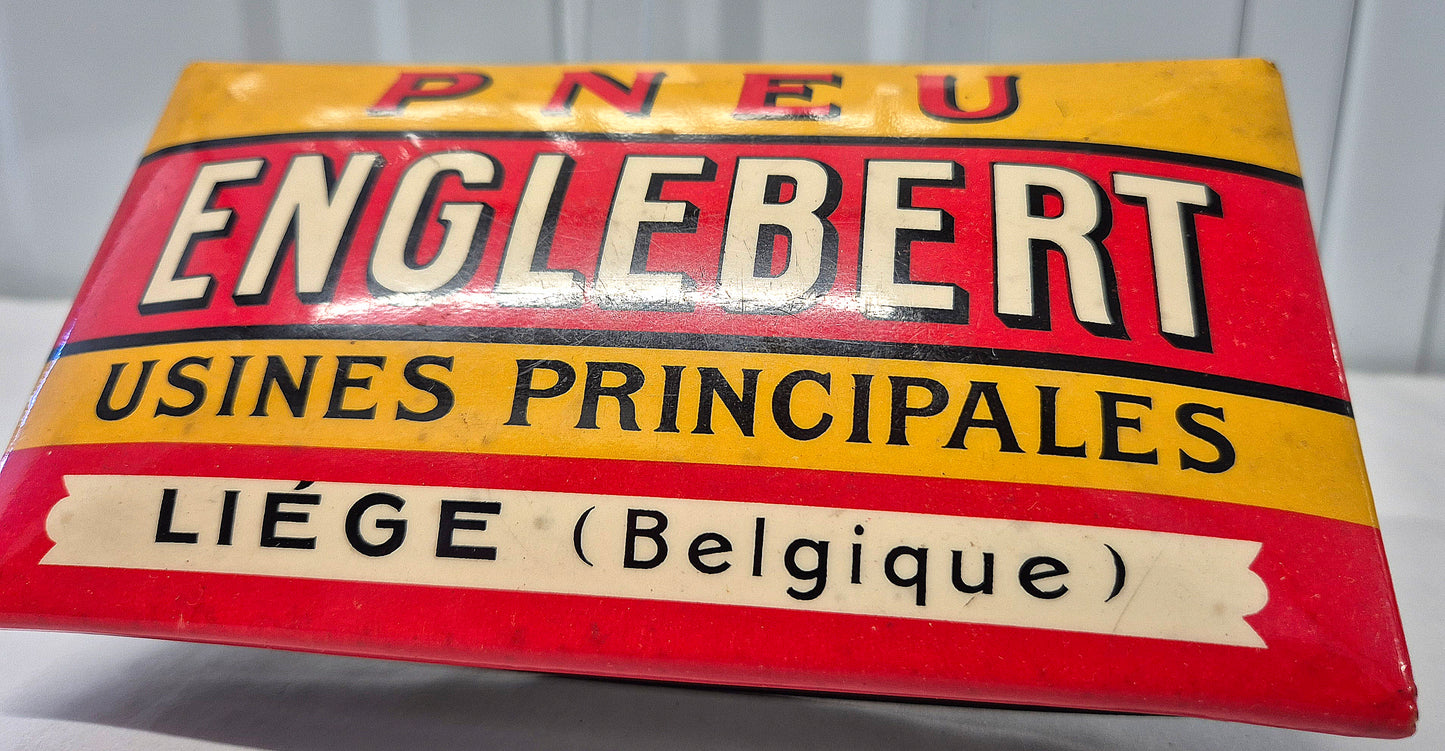 PNEU
ENGLEBERT
USINES PRINCIPALES
LIÉGE (Belgique)